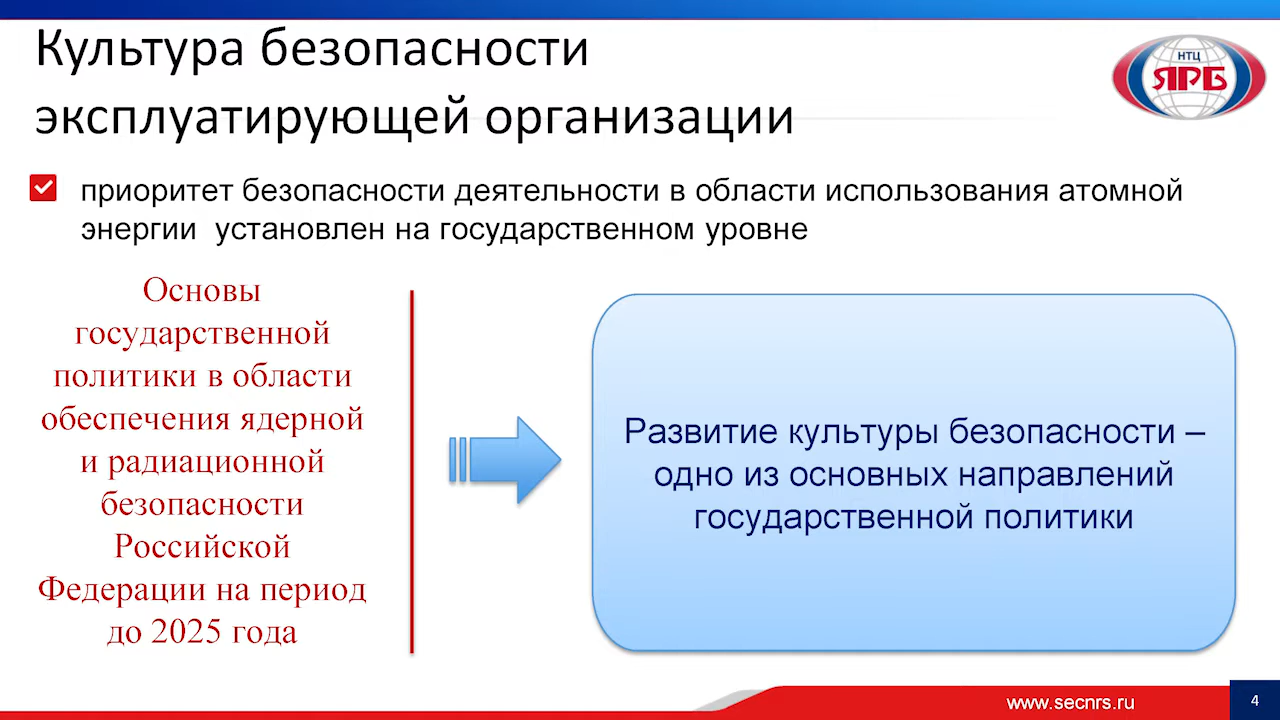 Культура безопасности
эксплуатирующей организации
НТЦ
ЯРБ
приоритет безопасности деятельности в области использования атомной
энергии  установлен на государственном уровне
Основы
государственной
политики в области
обеспечения ядерной
и радиационной
безопасности
Российской
Федерации на период
до 2025 года
Развитие культуры безопасности –
одно из основных направлений
государственной политики
www.secnrs.ru
4